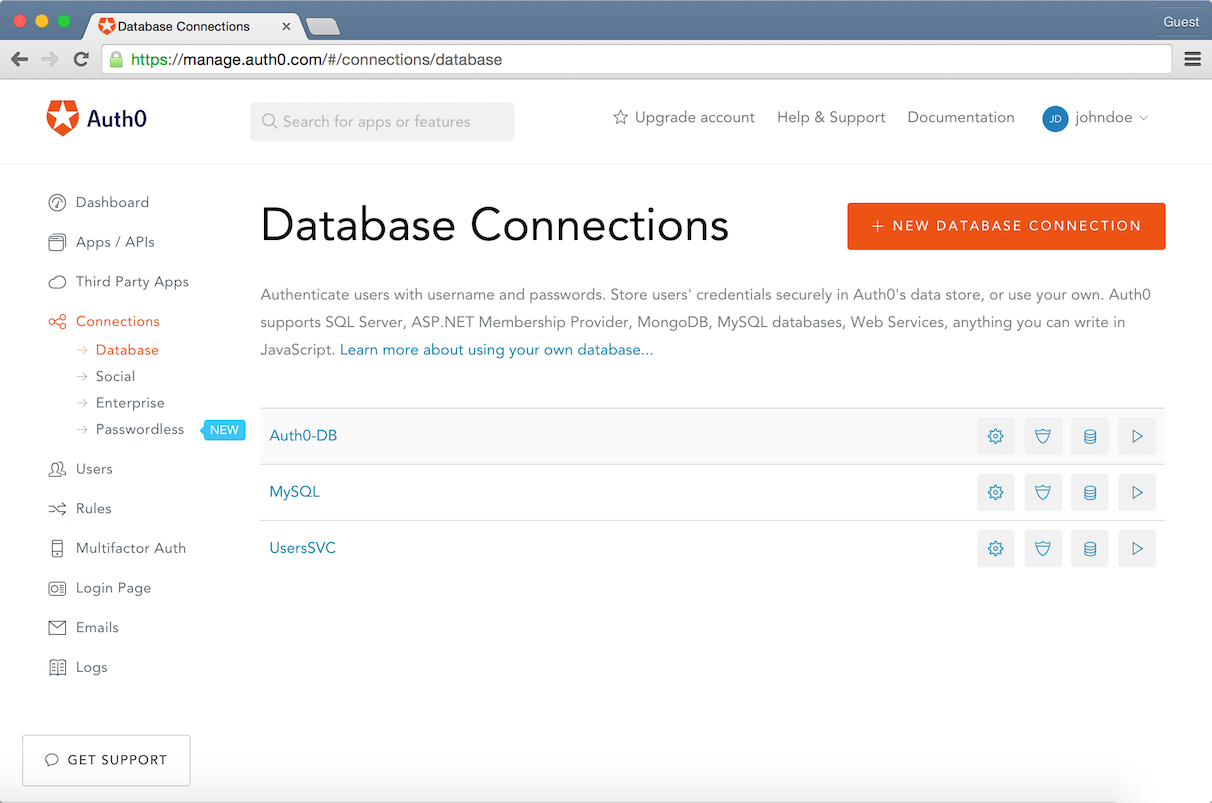 Database Connections
Guest
https://manage.auth0.com/#/connections/database
Auth0
Search for apps or features
Upgrade account
Help & Support
Documentation
JD
johndoe
Dashboard
Apps / APIs
Third Party Apps
Connections
Database
Social
Enterprise
Passwordless
NEW
Users
Rules
Multifactor Auth
Login Page
Emails
Logs
GET SUPPORT
Database Connections
+ NEW DATABASE CONNECTION
Authenticate users with username and passwords. Store users' credentials securely in Auth0's data store, or use your own. Auth0
supports SQL Server, ASP.NET Membership Provider, MongoDB, MySQL databases, Web Services, anything you can write in
JavaScript. Learn more about using your own database...
Auth0-DB
MySQL
UsersSVC